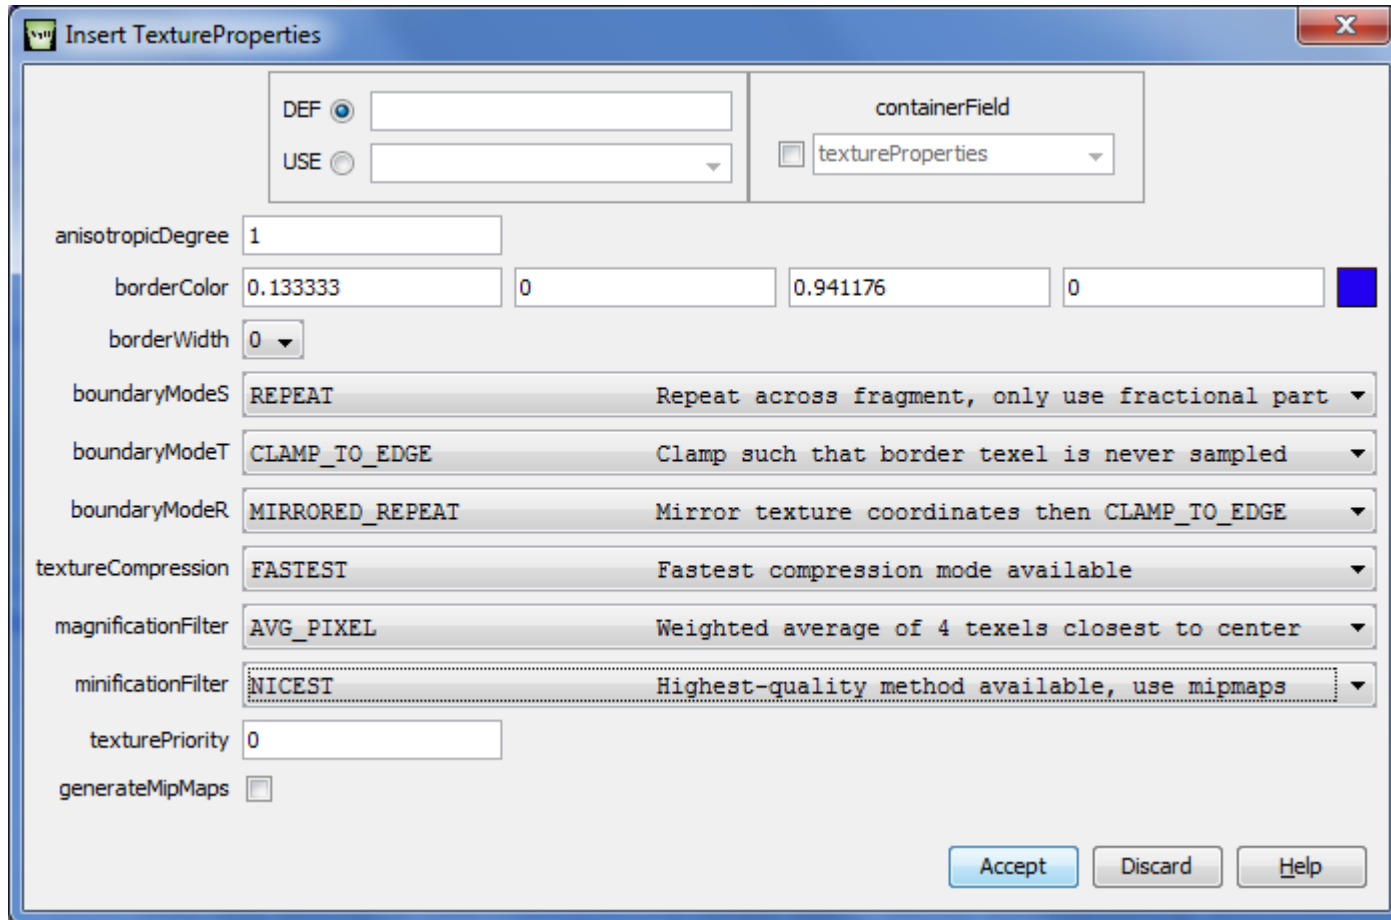 Insert TextureProperties
DEF
USE
containerField
textureProperties
anisotropicDegree 1
borderColor 0.133333 0 0.941176 0
borderWidth 0
boundaryModeS REPEAT Repeat across fragment, only use fractional part
boundaryModeT CLAMP_TO_EDGE Clamp such that border texel is never sampled
boundaryModeR MIRRORED_REPEAT Mirror texture coordinates then CLAMP_TO_EDGE
textureCompression FASTEST Fastest compression mode available
magnificationFilter AVG_PIXEL Weighted average of 4 texels closest to center
minificationFilter NICEST Highest-quality method available, use mipmaps
texturePriority 0
generateMipMaps
Accept Discard Help